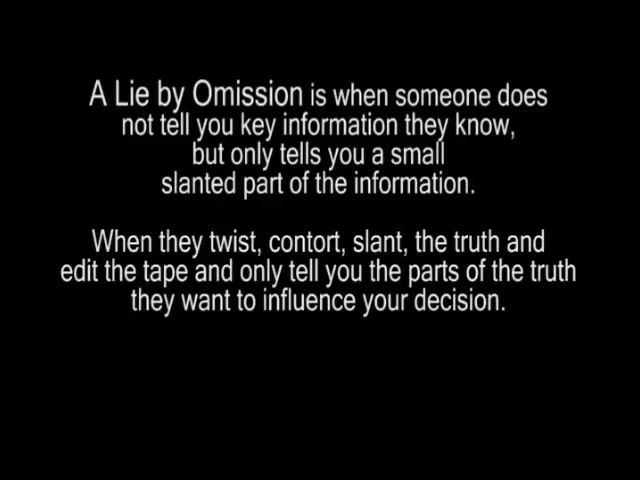 A Lie by Omission is when someone does
not tell you key information they know,
but only tells you a small
slanted part of the information.
When they twist, contort, slant, the truth and
edit the tape and only tell you the parts of the truth
they want to influence your decision.